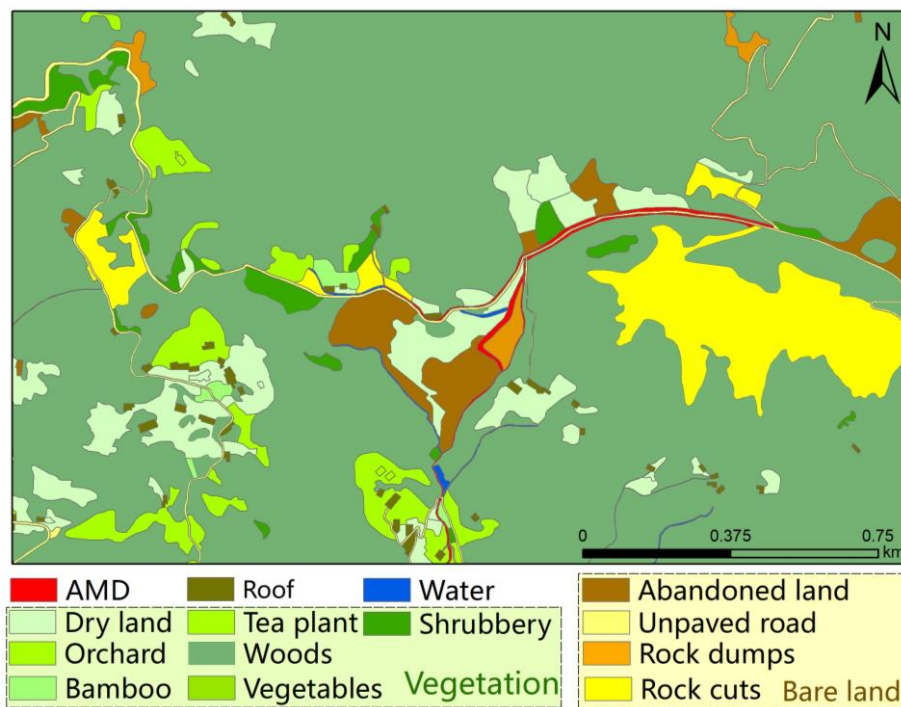 N
0 0.375 0.75
km
AMD Roof Water
Dry land Tea plant Shrubbery
Orchard Woods
Bamboo Vegetables Vegetation
Abandoned land
Unpaved road
Rock dumps
Rock cuts Bare land